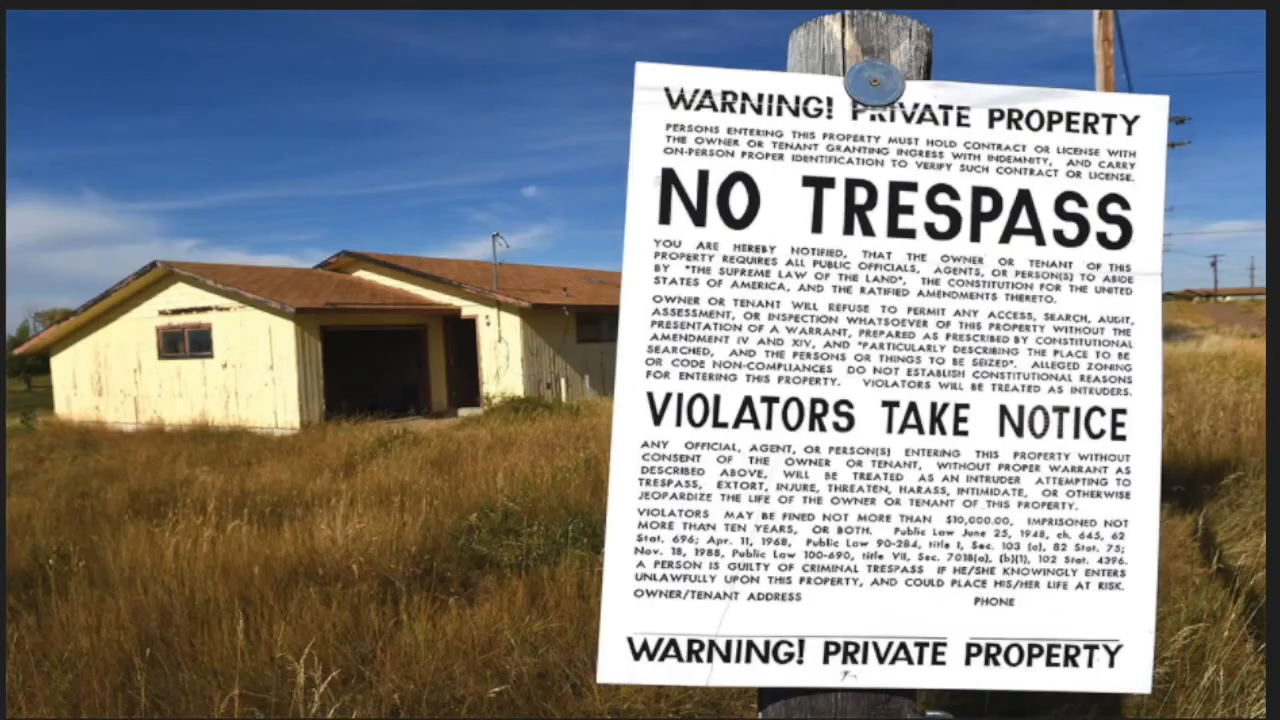 WARNING! PRIVATE PROPERTY
PERSONS ENTERING THIS PROPERTY MUST HOLD CONTRACT OR LICENSE WITH
THE OWNER OR TENANT GRANTING INGRESS WITH INDEMNITY, AND CARRY
ON-PERSON PROPER IDENTIFICATION TO VERIFY SUCH CONTRACT OR LICENSE.
NO TRESPASS
YOU ARE HEREBY NOTIFIED, THAT THE OWNER OR TENANT OF THIS
PROPERTY REQUIRES ALL PUBLIC OFFICIALS, AGENTS, OR PERSON(S) TO ABIDE
BY "THE SUPREME LAW OF THE LAND", THE CONSTITUTION FOR THE UNITED
STATES OF AMERICA, AND THE RATIFIED AMENDMENTS THERETO.
OWNER OR TENANT WILL REFUSE TO PERMIT ANY ACCESS, SEARCH, AUDIT,
ASSESSMENT, OR INSPECTION WHATSOEVER OF THIS PROPERTY WITHOUT THE
PRESENTATION OF A WARRANT, PREPARED AS PRESCRIBED BY CONSTITUTIONAL
AMENDMENT IV AND XIV, AND "PARTICULARLY DESCRIBING THE PLACE TO BE
SEARCHED, AND THE PERSONS OR THINGS TO BE SEIZED". ALLEGED ZONING
OR CODE NON-COMPLIANCES DO NOT ESTABLISH CONSTITUTIONAL REASONS
FOR ENTERING THIS PROPERTY. VIOLATORS WILL BE TREATED AS INTRUDERS.
VIOLATORS TAKE NOTICE
ANY OFFICIAL, AGENT, OR PERSON(S) ENTERING THIS PROPERTY WITHOUT
CONSENT OF THE OWNER OR TENANT, WITHOUT PROPER WARRANT AS
DESCRIBED ABOVE, WILL BE TREATED AS AN INTRUDER ATTEMPTING TO
TRESPASS, EXTORT, INJURE, THREATEN, HARASS, INTIMIDATE, OR OTHERWISE
JEOPARDIZE THE LIFE OF THE OWNER OR TENANT OF THIS PROPERTY.
VIOLATORS MAY BE FINED NOT MORE THAN $10,000.00, IMPRISONED NOT
MORE THAN TEN YEARS, OR BOTH. Public Law June 25, 1948, ch. 645, 62
Stat. 696; Apr. 11, 1968, Public Law 90-284, title I, Sec. 103 (a), 82 Stat. 75;
Nov. 18, 1988, Public Law 100-690, title VII, Sec. 7018(a), (b)(1), 102 Stat. 4396.
A PERSON IS GUILTY OF CRIMINAL TRESPASS IF HE/SHE KNOWINGLY ENTERS
UNLAWFULLY UPON THIS PROPERTY, AND COULD PLACE HIS/HER LIFE AT RISK.
OWNER/TENANT ADDRESS PHONE
WARNING! PRIVATE PROPERTY